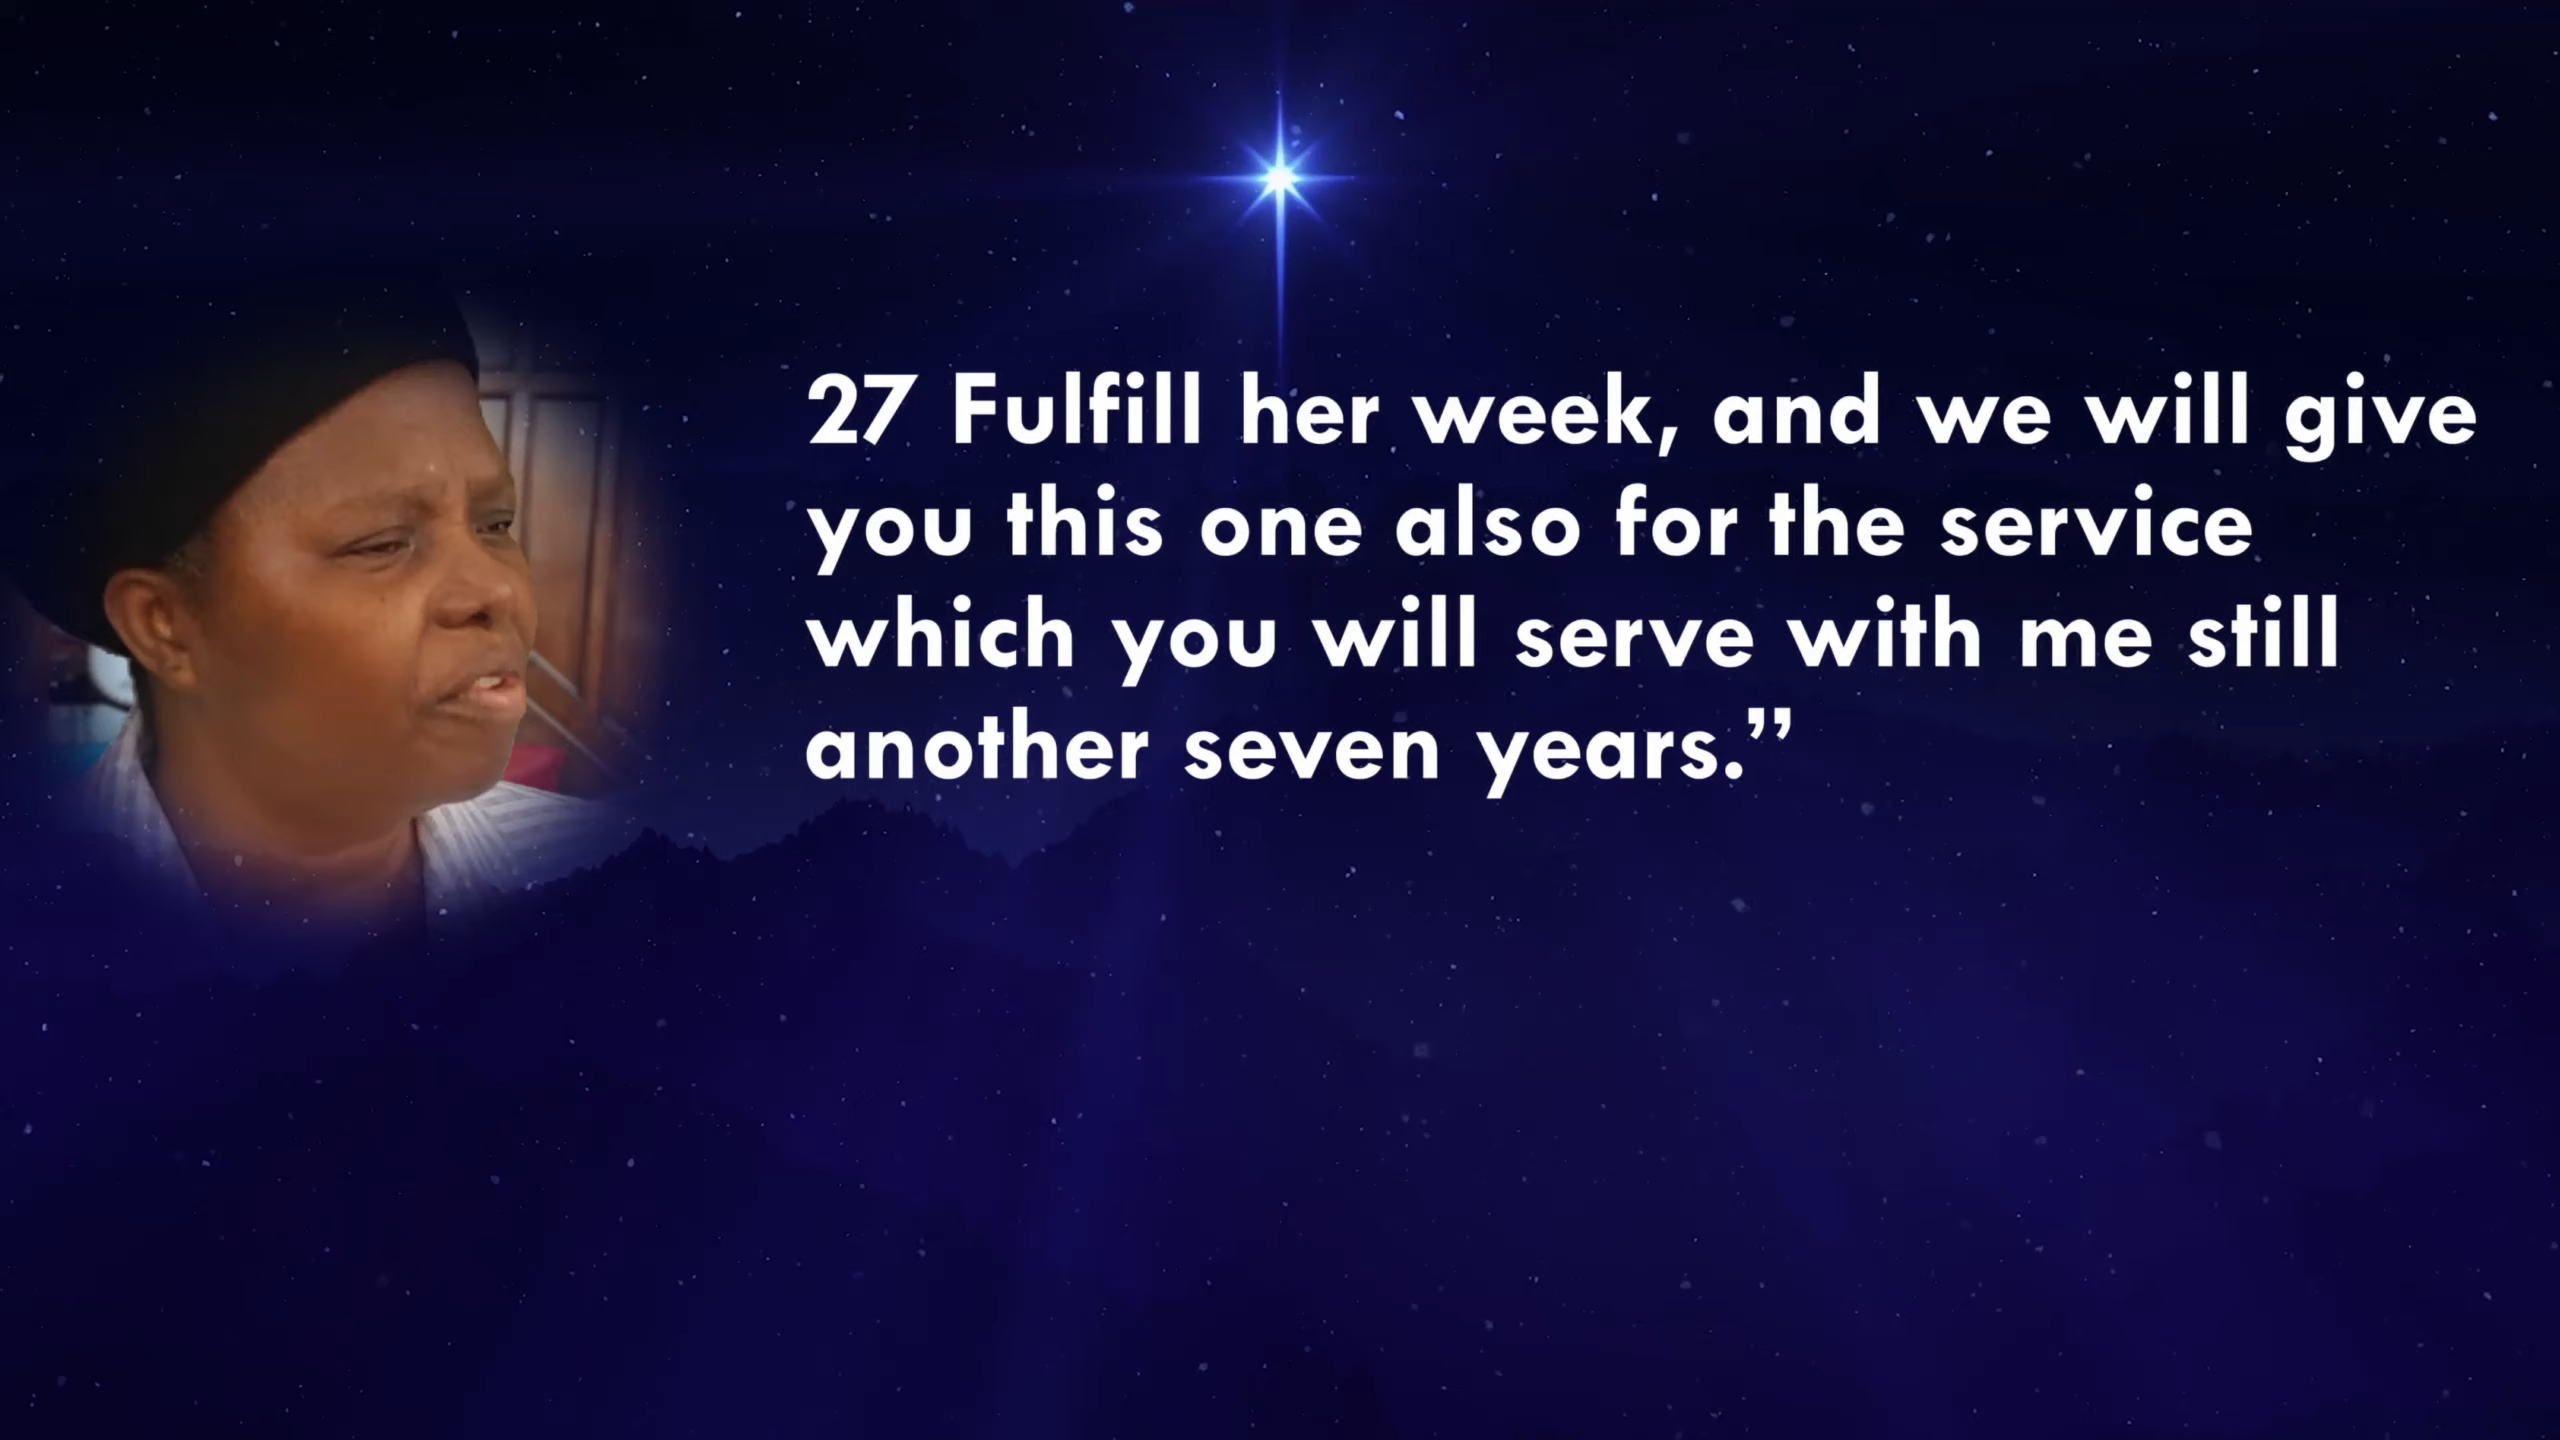 27 Fulfill her week, and we will give
you this one also for the service
which you will serve with me still
another seven years.”